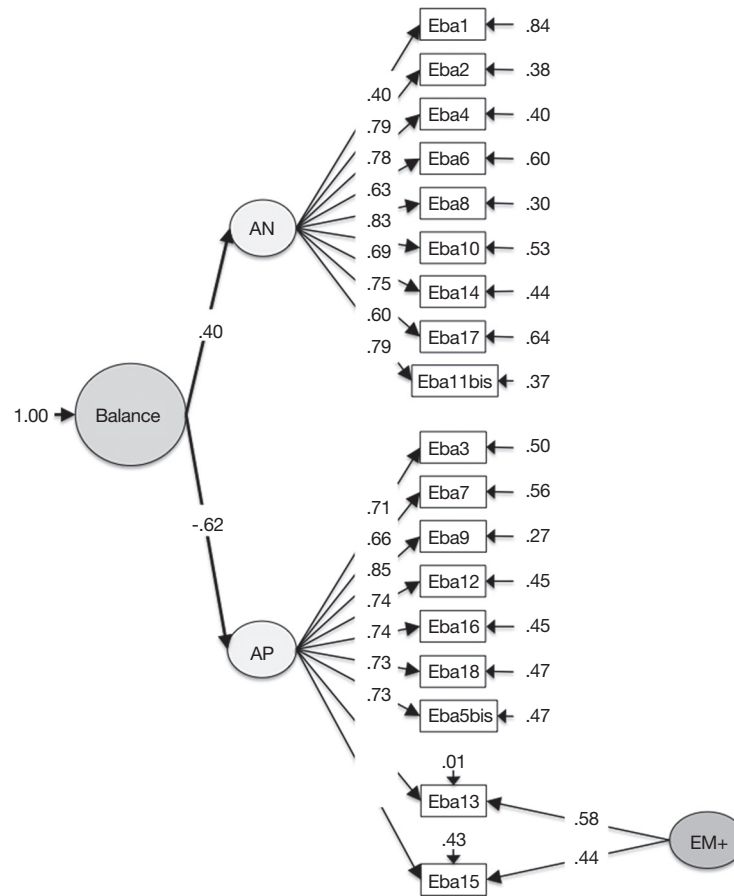 Eba1 .84
Eba2 .38
.40
Eba4 .40
.79
.78
Eba6 .60
.63
Eba8 .30
.83
AN
Eba10 .53
.69
.75
Eba14 .44
.60
.40
Eba17 .64
.79
Eba11bis .37
1.00 Balance
Eba3 .50
Eba7 .56
.71
-.62
.66
Eba9 .27
.85
Eba12 .45
.74
Eba16 .45
.74
AP
.73
Eba18 .47
.73
Eba5bis .47
.01
Eba13
.58
.43
EM+
.44
Eba15